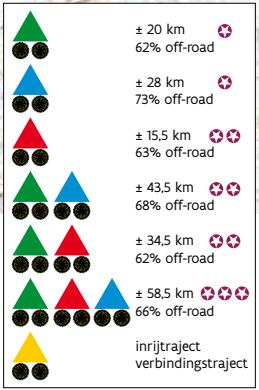 ± 20 km
62% off-road
± 28 km
73% off-road
± 15,5 km
63% off-road
± 43,5 km
68% off-road
± 34,5 km
62% off-road
± 58,5 km
66% off-road
inrijtraject
verbindingstraject